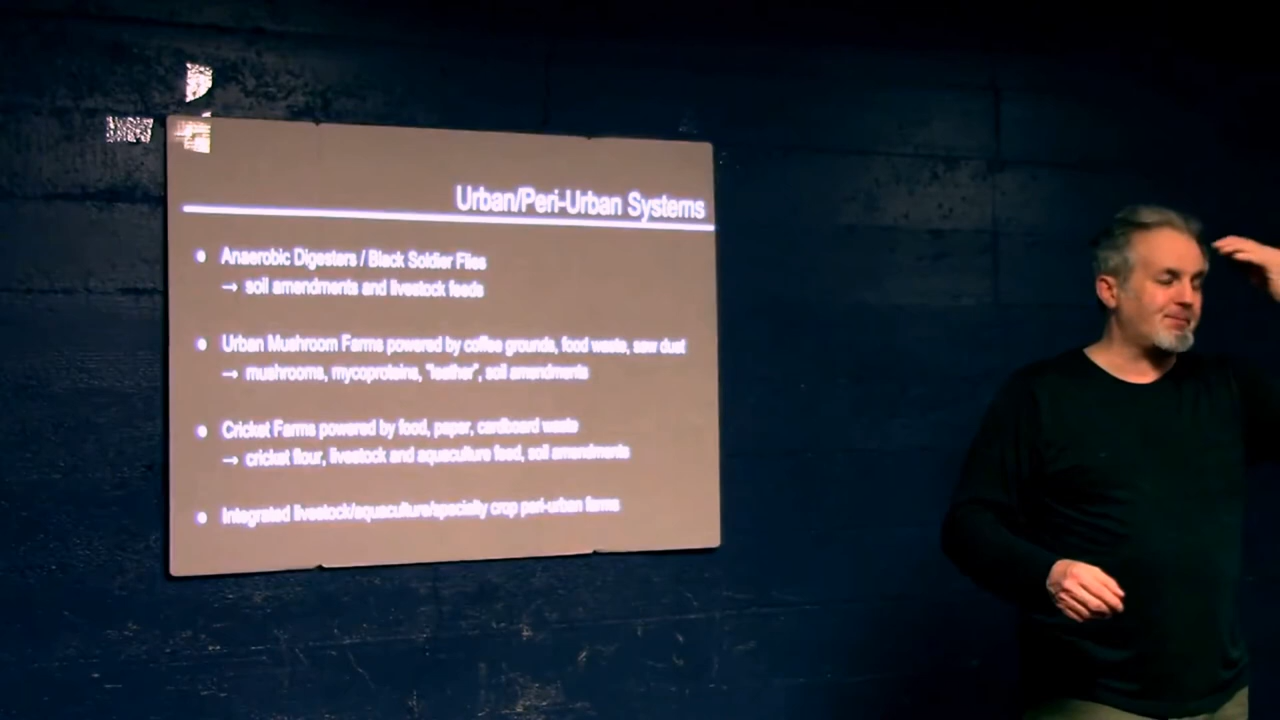 Urban/Peri-Urban Systems
● Anaerobic Digesters / Black Soldier Flies
→ soil amendments and livestock feeds
● Urban Mushroom Farms powered by coffee grounds, food waste, saw dust
→ mushrooms, mycoproteins, "leather", soil amendments
● Cricket Farms powered by food, paper, cardboard waste
→ cricket flour, livestock and aquaculture feed, soil amendments
● Integrated livestock/aquaculture/specialty crop peri-urban farms